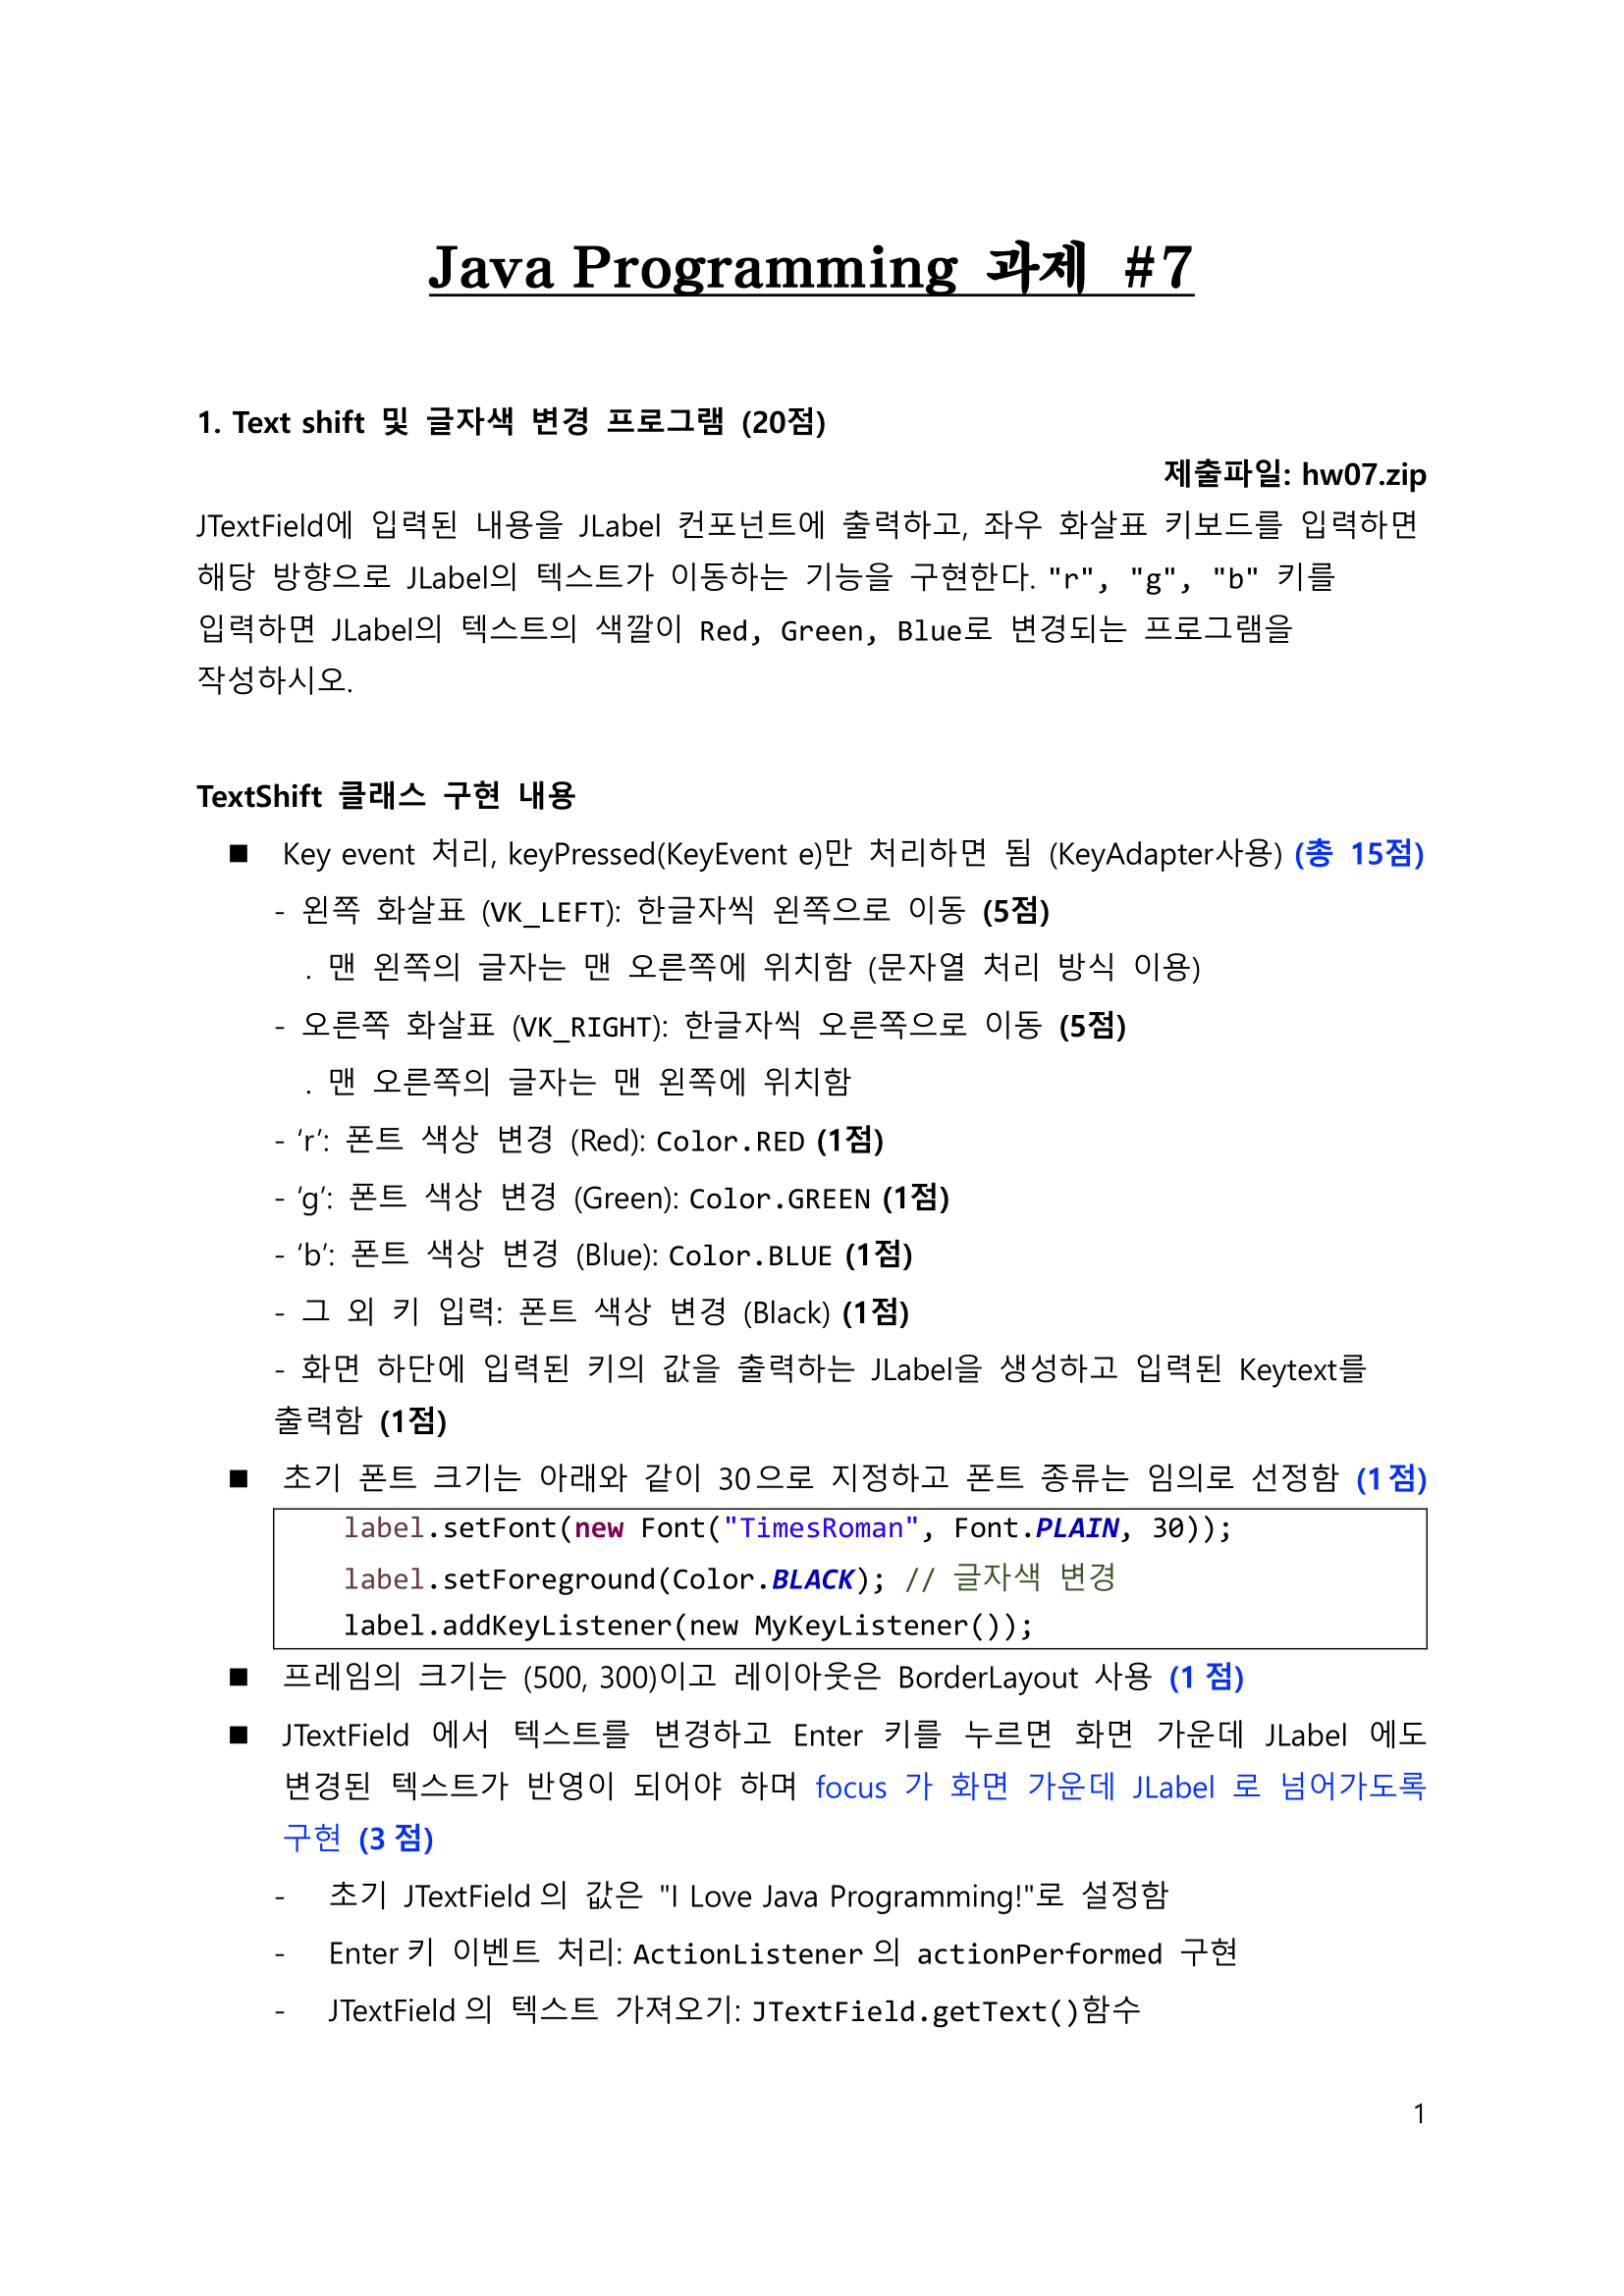 Java Programming 과제 #7
1. Text shift 및 글자색 변경 프로그램 (20점)
제출파일: hw07.zip
JTextField에 입력된 내용을 JLabel 컨포넌트에 출력하고, 좌우 화살표 키보드를 입력하면
해당 방향으로 JLabel의 텍스트가 이동하는 기능을 구현한다. "r", "g", "b" 키를
입력하면 JLabel의 텍스트의 색깔이 Red, Green, Blue로 변경되는 프로그램을
작성하시오.
TextShift 클래스 구현 내용
■ Key event 처리, keyPressed(KeyEvent e)만 처리하면 됨 (KeyAdapter사용) (총 15점)
- 왼쪽 화살표 (VK_LEFT): 한글자씩 왼쪽으로 이동 (5점)
. 맨 왼쪽의 글자는 맨 오른쪽에 위치함 (문자열 처리 방식 이용)
- 오른쪽 화살표 (VK_RIGHT): 한글자씩 오른쪽으로 이동 (5점)
. 맨 오른쪽의 글자는 맨 왼쪽에 위치함
- ‘r’: 폰트 색상 변경 (Red): Color.RED (1점)
- ‘g’: 폰트 색상 변경 (Green): Color.GREEN (1점)
- ‘b’: 폰트 색상 변경 (Blue): Color.BLUE (1점)
- 그 외 키 입력: 폰트 색상 변경 (Black) (1점)
- 화면 하단에 입력된 키의 값을 출력하는 JLabel을 생성하고 입력된 Keytext를
출력함 (1점)
■ 초기 폰트 크기는 아래와 같이 30으로 지정하고 폰트 종류는 임의로 선정함 (1점)
label.setFont(new Font("TimesRoman", Font.PLAIN, 30));
label.setForeground(Color.BLACK); // 글자색 변경
label.addKeyListener(new MyKeyListener());
■ 프레임의 크기는 (500, 300)이고 레이아웃은 BorderLayout 사용 (1 점)
■ JTextField 에서 텍스트를 변경하고 Enter 키를 누르면 화면 가운데 JLabel 에도
변경된 텍스트가 반영이 되어야 하며 focus 가 화면 가운데 JLabel 로 넘어가도록
구현 (3 점)
- 초기 JTextField 의 값은 "I Love Java Programming!"로 설정함
- Enter 키 이벤트 처리: ActionListener 의 actionPerformed 구현
- JTextField 의 텍스트 가져오기: JTextField.getText()함수
1